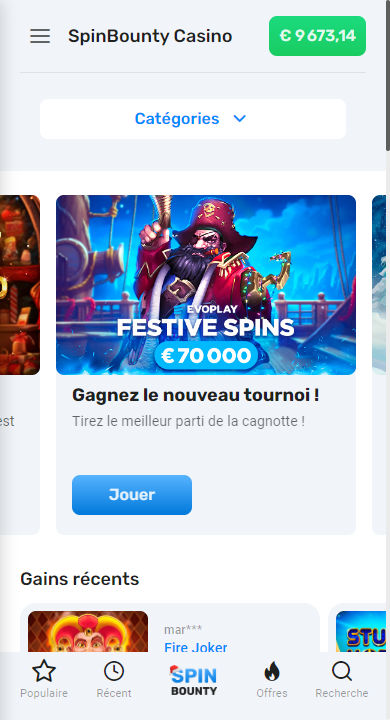 SpinBounty Casino
€ 9 673,14
Catégories
EVOPLAY
FESTIVE SPINS
€ 70 000
Gagnez le nouveau tournoi !
est
Tirez le meilleur parti de la cagnotte !
Jouer
Gains récents
mar***
Fire Joker
STU
SPIN
BOUNTY
Populaire
Récent
Offres
Recherche